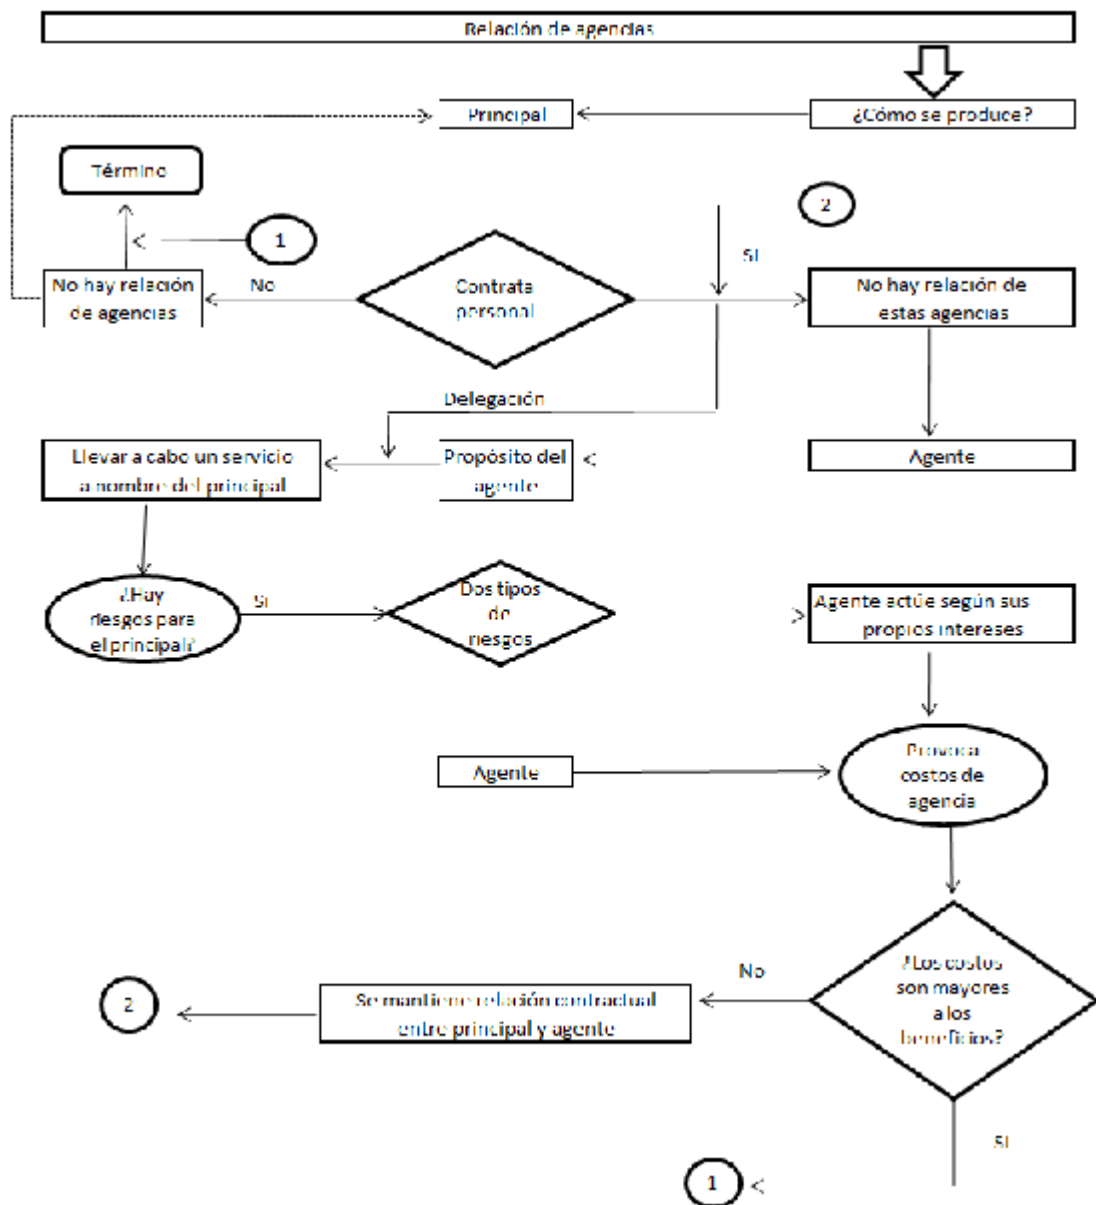 Relación de agencias
Principal
¿Cómo se produce?
Término
2
1
SI
No hay relación
de agencias
No
Contrata
personal
No hay relación de
estas agencias
Delegación
Llevar a cabo un servicio
a nombre del principal
Propósito del
agente
Agente
¿Hay
riesgos para
el principal?
Si
Dos tipos
de
riesgos
Agente actúe según sus
propios intereses
Agente
Provoca
costos de
agencia
2
Se mantiene relación contractual
entre principal y agente
No
¿Los costos
son mayores
a los
beneficios?
SI
1